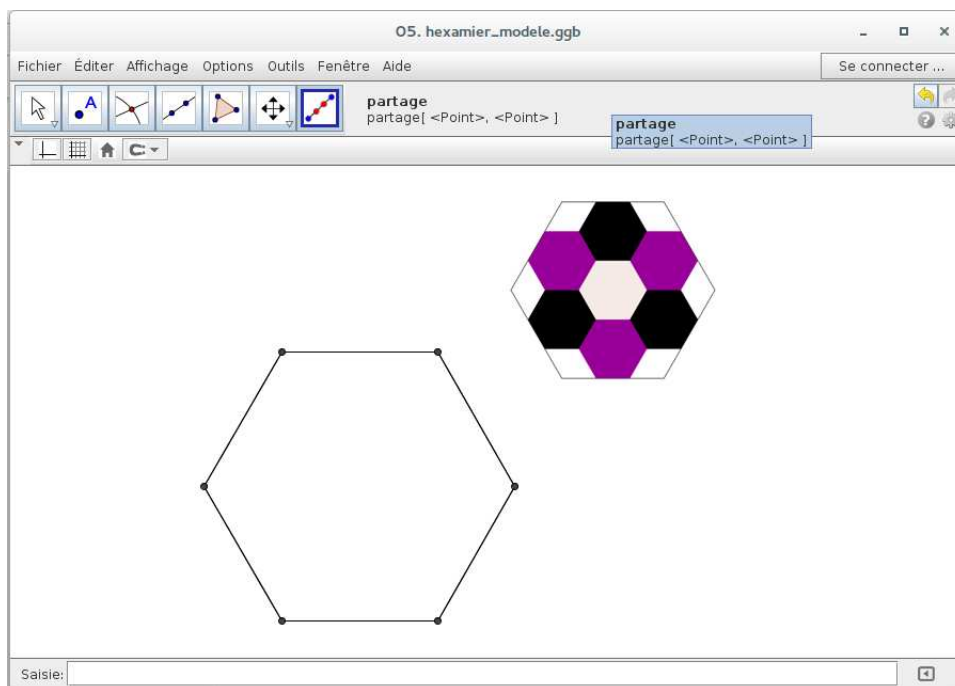 05. hexamier_modele.ggb
Fichier Éditer Affichage Options Outils Fenêtre Aide
Se connecter ...
A
partage
partage[ <Point>, <Point> ]
partage
partage[ <Point>, <Point> ]
Saisie: